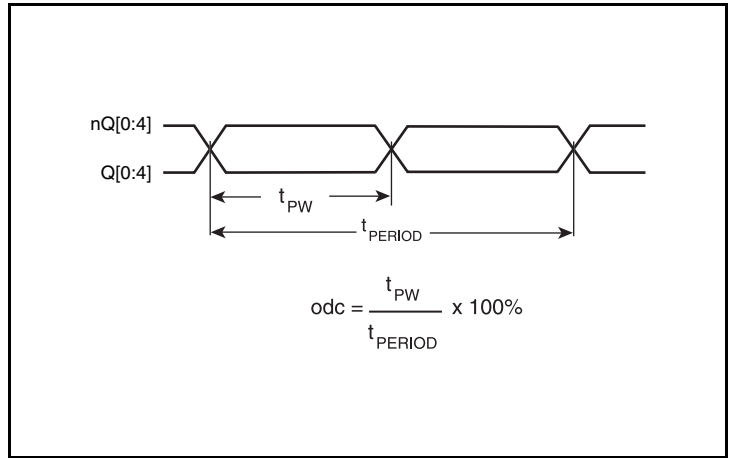 nQ[0:4]
Q[0:4]
tPW
tPERIOD
odc = tPW / tPERIOD x 100%